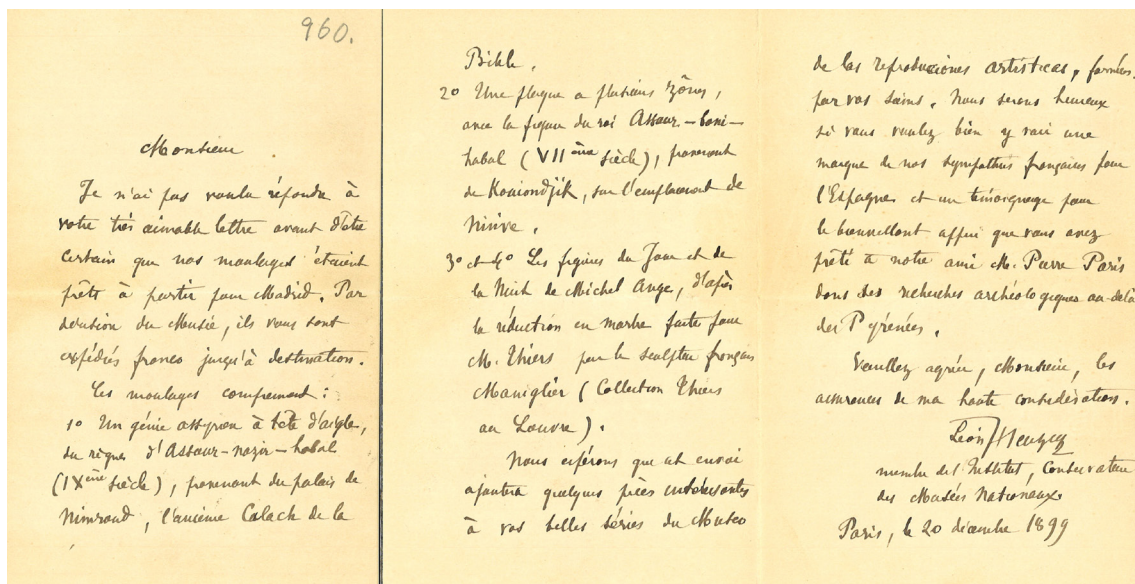 960.
Monsieur
Je n'ai pas voulu répondre à
votre très aimable lettre avant d'être
certain que nos moulages étaient
prêts à partir pour Madrid. Par
décision du Musée, ils vous sont
expédiés franco jusqu'à destination.
Les moulages comprennent :
1º Un génie assyrien à tête d'aigle,
du règne d'Assour-nazir-habal
(IXème siècle), provenant du palais de
Nimroud, l'ancienne Calach de la
Bible.
2º Une plaque a plusieurs zônes,
avec la figure du roi Assour-bani-
habal (VIIème siècle), provenant
de Kouiondjik, sur l'emplacement de
Ninive.
3º et 4º Les figures du Jour et de
la Nuit de Michel Ange, d'après
la réduction en marbre faite pour
M. Thiers par le sculpteur français
Maniglier (Collection Thiers
au Louvre).
Nous espérons que cet envoi
ajoutera quelques pièces intéressantes
à vos belles séries du Museo
de las reproducciones artisticas, formées
par vos soins. Nous serons heureux
si vous voulez bien y voir une
marque de nos sympathies françaises pour
l'Espagne et un témoignage pour
le bienveillant appui que vous avez
prêté à notre ami M. Pierre Paris
dans ses recherches archéologiques au-delà
des Pyrénées.
Veuillez agréer, Monsieur, les
assurances de ma haute considération.
Léon Heuzey
membre de l'Institut, Conservateur
des Musées Nationaux
Paris, le 20 décembre 1899